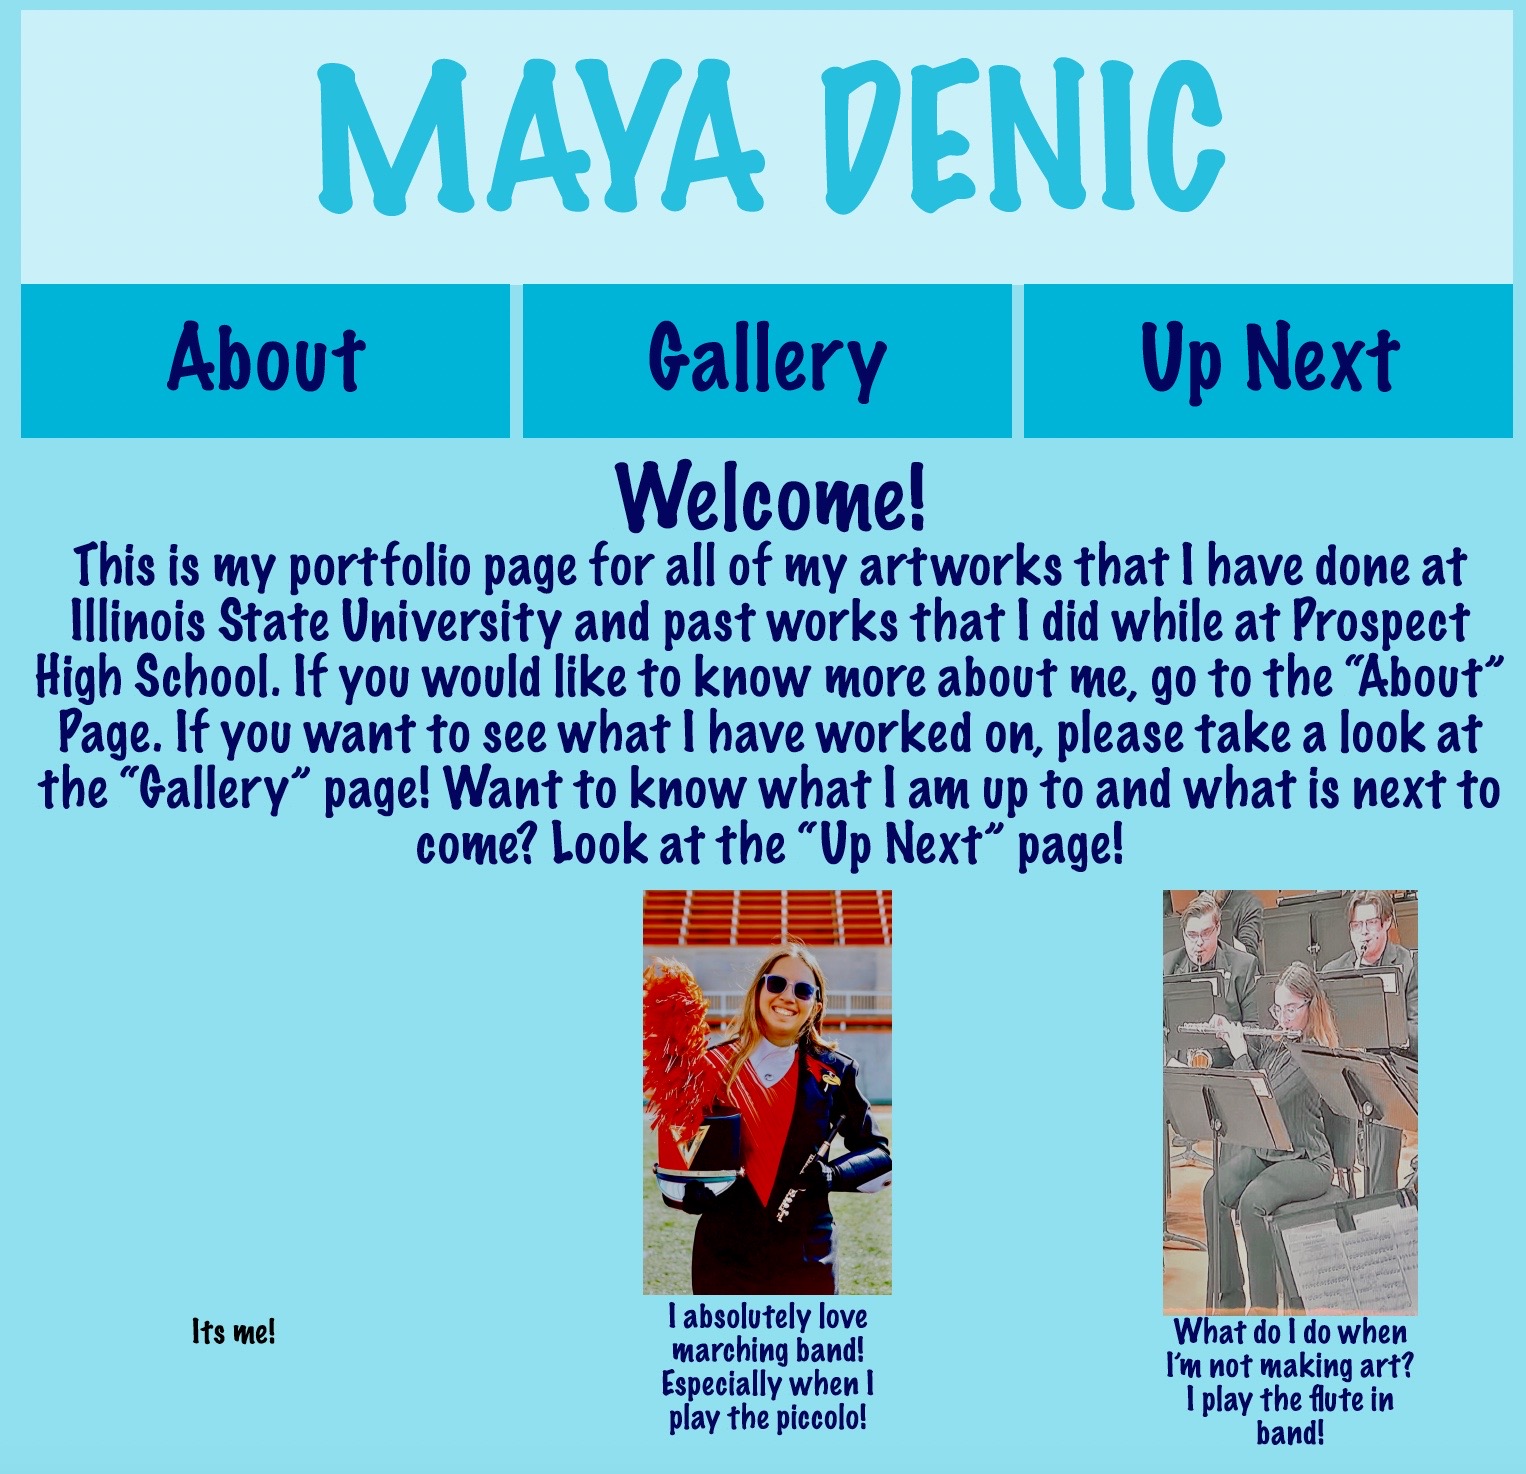 MAYA DENIC
About
Gallery
Up Next
Welcome!
This is my portfolio page for all of my artworks that I have done at
Illinois State University and past works that I did while at Prospect
High School. If you would like to know more about me, go to the “About”
Page. If you want to see what I have worked on, please take a look at
the “Gallery” page! Want to know what I am up to and what is next to
come? Look at the “Up Next” page!
Its me!
I absolutely love
marching band!
Especially when I
play the piccolo!
What do I do when
I’m not making art?
I play the flute in
band!